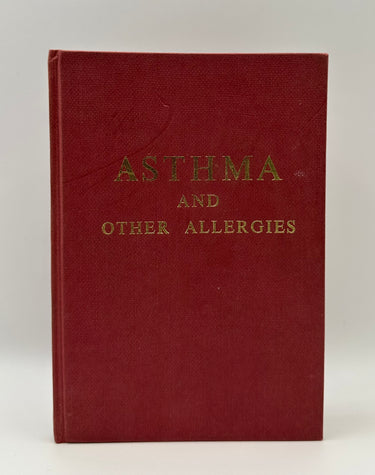 ASTHMA
AND
OTHER ALLERGIES